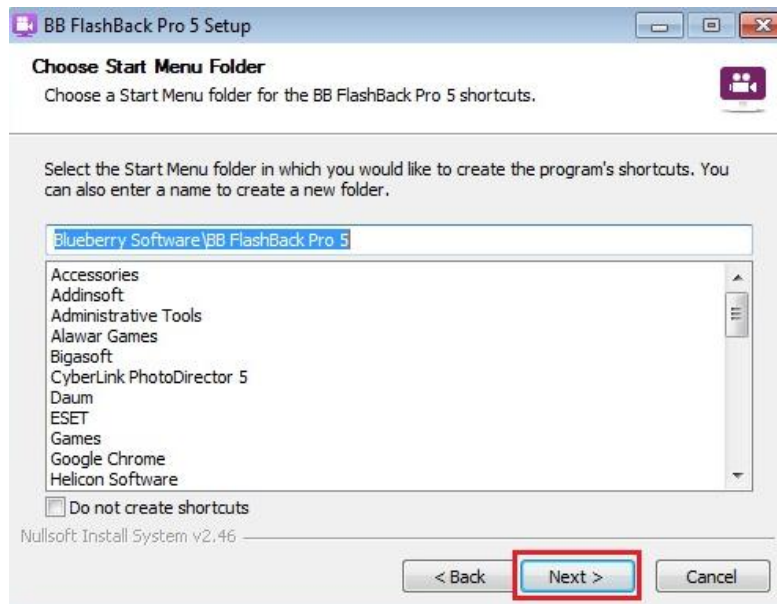 BB FlashBack Pro 5 Setup
Choose Start Menu Folder
Choose a Start Menu folder for the BB FlashBack Pro 5 shortcuts.
Select the Start Menu folder in which you would like to create the program's shortcuts. You
can also enter a name to create a new folder.
Blueberry Software\BB FlashBack Pro 5
Accessories
Addinsoft
Administrative Tools
Alawar Games
Bigasoft
CyberLink PhotoDirector 5
Daum
ESET
Games
Google Chrome
Helicon Software
Do not create shortcuts
Nullsoft Install System v2.46
< Back Next > Cancel